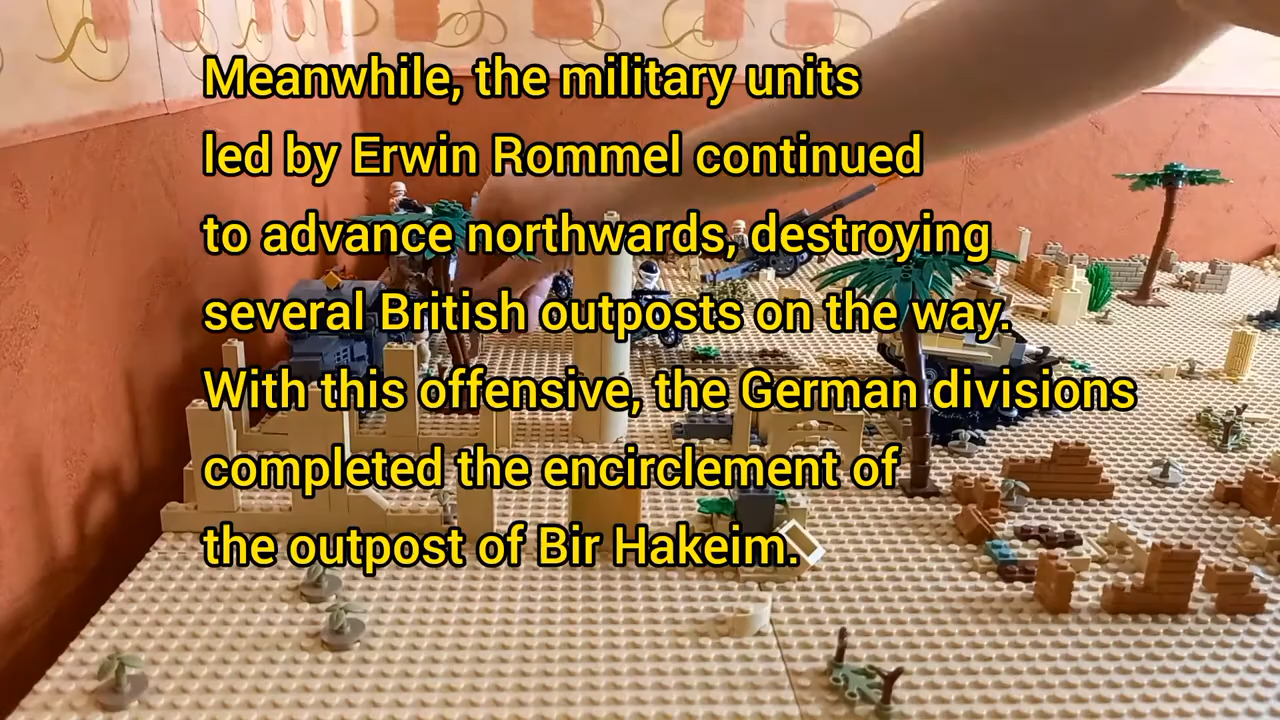 Meanwhile, the military units
led by Erwin Rommel continued
to advance northwards, destroying
several British outposts on the way.
With this offensive, the German divisions
completed the encirclement of
the outpost of Bir Hakeim.